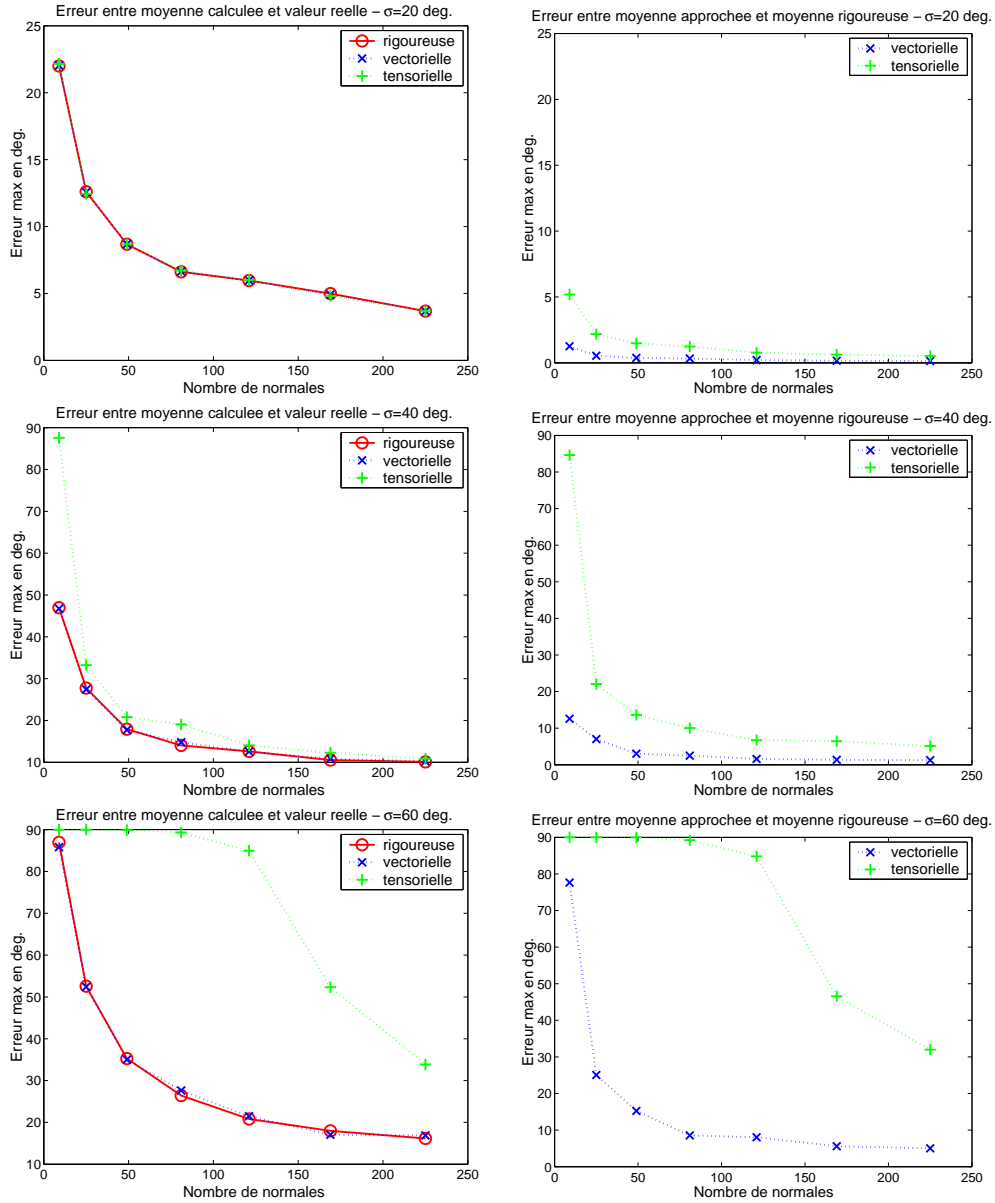 Erreur entre moyenne calculee et valeur reelle – σ=20 deg.
25
20
15
10
5
0
Erreur max en deg.
0 50 100 150 200 250
Nombre de normales
rigoureuse
vectorielle
tensorielle
Erreur entre moyenne approchee et moyenne rigoureuse – σ=20 deg.
25
20
15
10
5
0
Erreur max en deg.
0 50 100 150 200 250
Nombre de normales
vectorielle
tensorielle
Erreur entre moyenne calculee et valeur reelle – σ=40 deg.
90
80
70
60
50
40
30
20
10
Erreur max en deg.
0 50 100 150 200 250
Nombre de normales
rigoureuse
vectorielle
tensorielle
Erreur entre moyenne approchee et moyenne rigoureuse – σ=40 deg.
90
80
70
60
50
40
30
20
10
0
Erreur max en deg.
0 50 100 150 200 250
Nombre de normales
vectorielle
tensorielle
Erreur entre moyenne calculee et valeur reelle – σ=60 deg.
90
80
70
60
50
40
30
20
10
Erreur max en deg.
0 50 100 150 200 250
Nombre de normales
rigoureuse
vectorielle
tensorielle
Erreur entre moyenne approchee et moyenne rigoureuse – σ=60 deg.
90
80
70
60
50
40
30
20
10
0
Erreur max en deg.
0 50 100 150 200 250
Nombre de normales
vectorielle
tensorielle